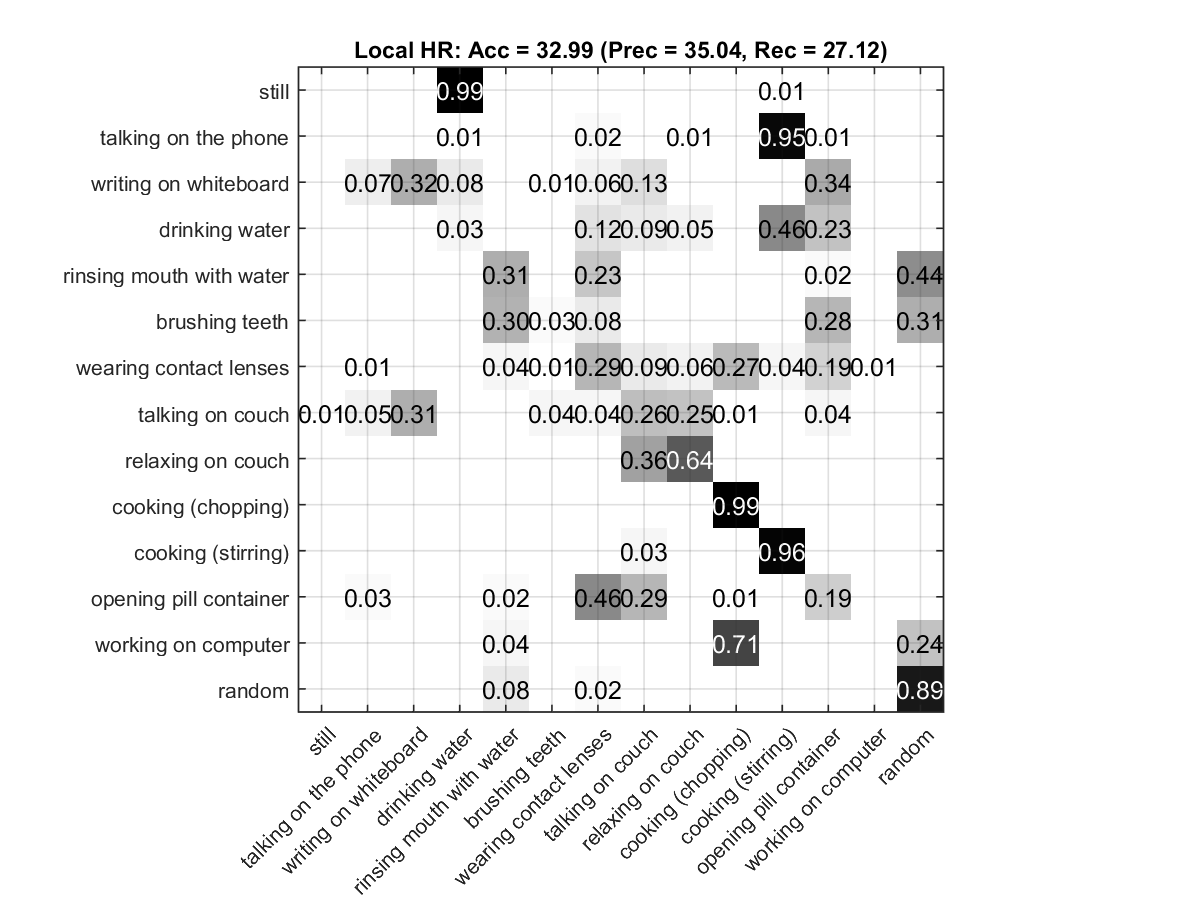 Local HR: Acc = 32.99 (Prec = 35.04, Rec = 27.12)
still 0.99 0.01
talking on the phone 0.01 0.02 0.01 0.95 0.01
writing on whiteboard 0.07 0.32 0.08 0.01 0.06 0.13 0.34
drinking water 0.03 0.12 0.09 0.05 0.46 0.23
rinsing mouth with water 0.31 0.23 0.02 0.44
brushing teeth 0.30 0.03 0.08 0.28 0.31
wearing contact lenses 0.01 0.04 0.01 0.29 0.09 0.06 0.27 0.04 0.19 0.01
talking on couch 0.01 0.05 0.31 0.04 0.04 0.26 0.25 0.01 0.04
relaxing on couch 0.36 0.64
cooking (chopping) 0.99
cooking (stirring) 0.03 0.96
opening pill container 0.03 0.02 0.46 0.29 0.01 0.19
working on computer 0.04 0.71 0.24
random 0.08 0.02 0.89
still
talking on the phone
writing on whiteboard
drinking water
rinsing mouth with water
brushing teeth
wearing contact lenses
talking on couch
relaxing on couch
cooking (chopping)
cooking (stirring)
opening pill container
working on computer
random